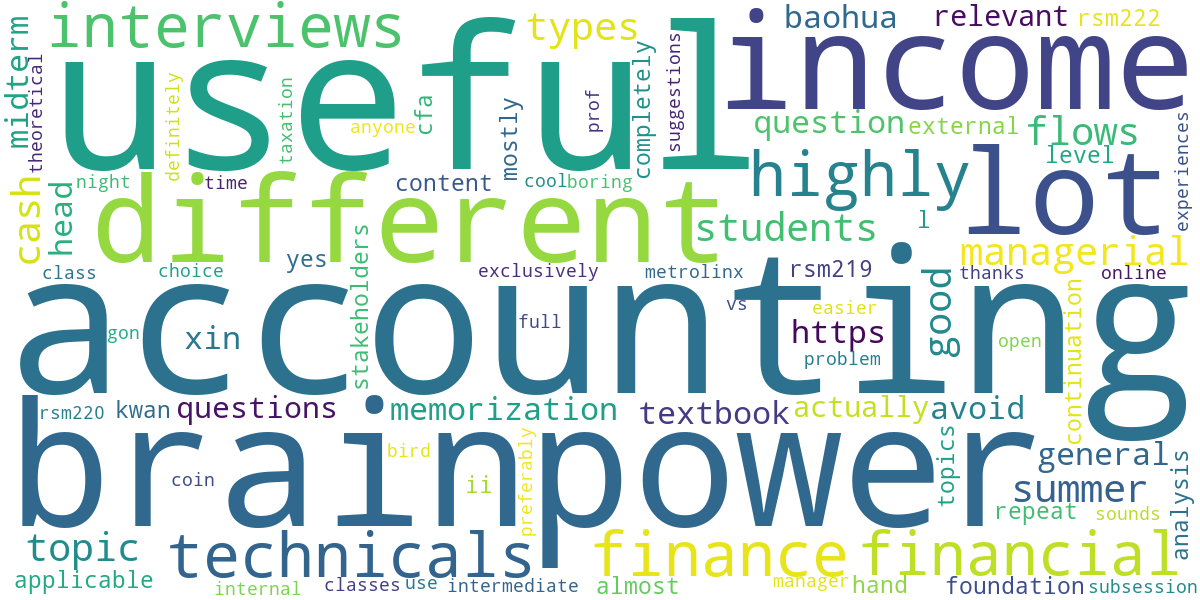 interviews
types
baohua
relevant
rsm222
useful
income
midterm
theoretical
definitely
taxation
anyone
cfa
mostly
prof
completely
suggestions
question
external
flows
level
experiences
highly
lot
cash
head
night
time
different
content
cool
boring
students
l
managerial
class
choice
yes
stakeholders
exclusively
metrolinx
rsm219
thanks
online
accounting
gon
xin
full
vs
easier
https
problem
good
open
continuation
rsm220
kwan
questions
memorization
textbook
actually
avoid
brainpower
coin
bird
ii
preferably
topics
general
summer
analysis
repeat
sounds
topic
technicals
finance
financial
applicable
internal
classes
use
intermediate
almost
manager
hand
foundation
subsession